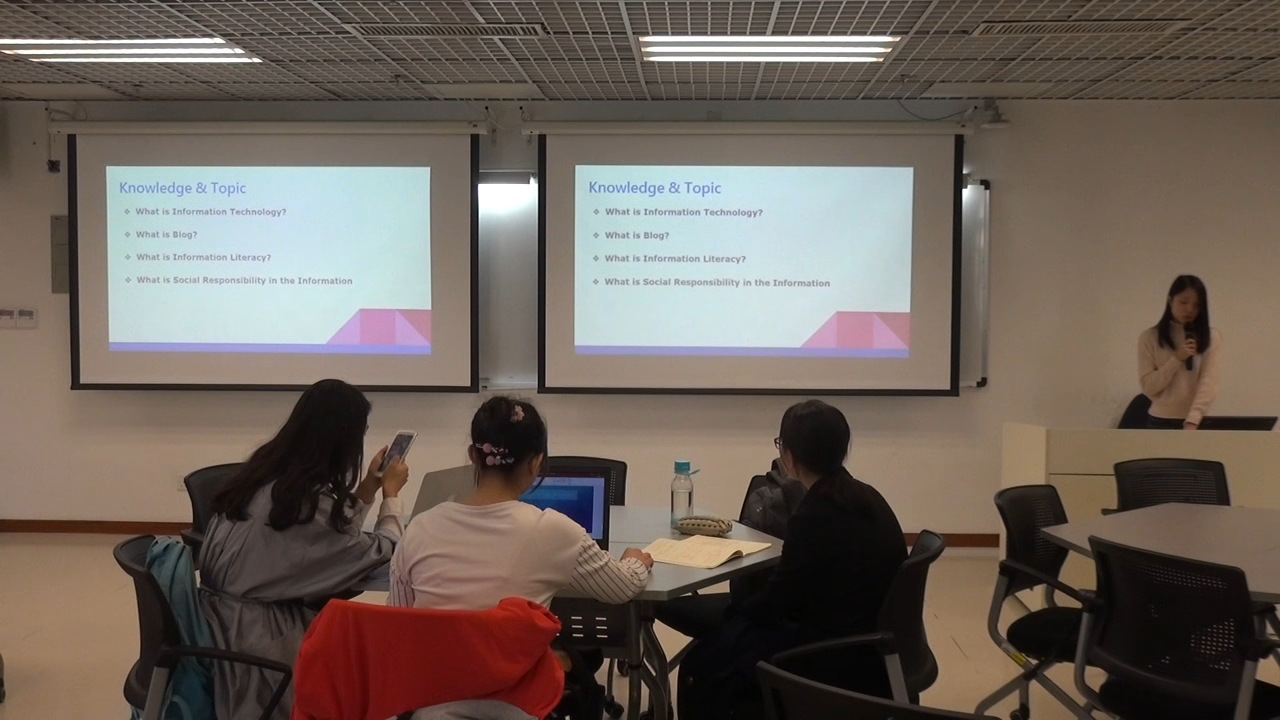 Knowledge & Topic
❖ What is Information Technology?
❖ What is Blog?
❖ What is Information Literacy?
❖ What is Social Responsibility in the Information
Knowledge & Topic
❖ What is Information Technology?
❖ What is Blog?
❖ What is Information Literacy?
❖ What is Social Responsibility in the Information